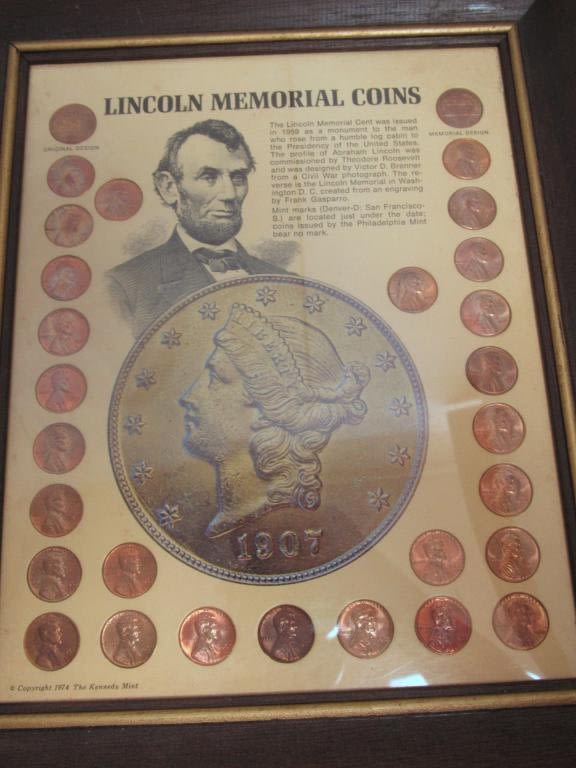 LINCOLN MEMORIAL COINS
ORIGINAL DESIGN
MEMORIAL DESIGN
The Lincoln Memorial Cent was issued
in 1959 as a monument to the man
who rose from a humble log cabin to
the Presidency of the United States.
The profile of Abraham Lincoln was
commissioned by Theodore Roosevelt
and was designed by Victor D. Brenner
from a Civil War photograph. The re-
verse is the Lincoln Memorial in Wash-
ington D. C. created from an engraving
by Frank Gasparro.
Mint marks (Denver-D: San Francisco-
S.) are located just under the date;
coins issued by the Philadelphia Mint
bear no mark.
LIBERTY
1907
© Copyright 1974 The Kennedy Mint